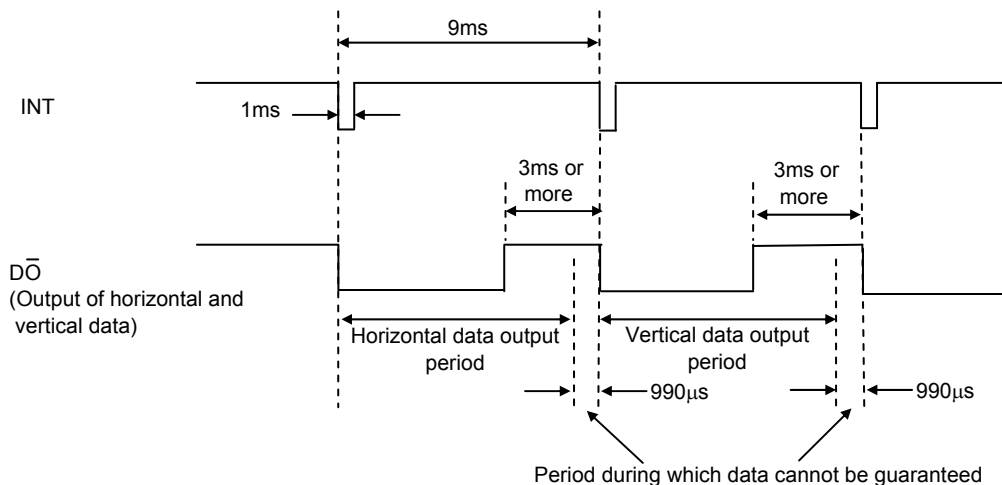 9ms
INT
1ms
3ms or
more
3ms or
more
DŌ
(Output of horizontal and
vertical data)
Horizontal data output
period
Vertical data output
period
990μs
990μs
Period during which data cannot be guaranteed